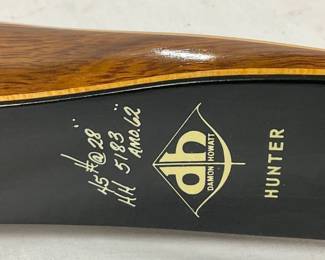 45# @ 28"
HH 5183
AMO. 62"
db
DAMON HOWATT
HUNTER